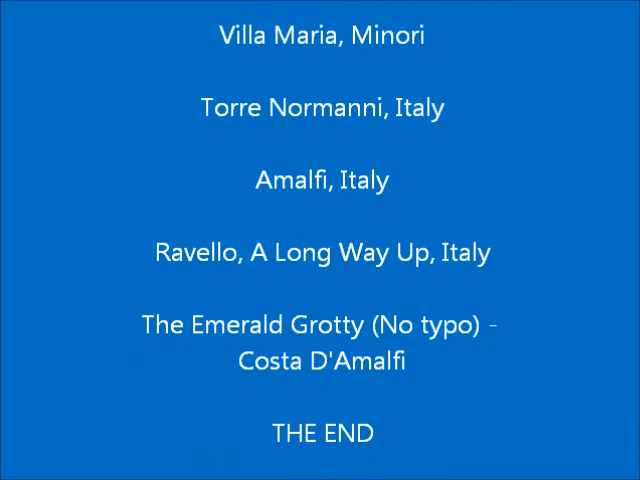 Villa Maria, Minori
Torre Normanni, Italy
Amalfi, Italy
Ravello, A Long Way Up, Italy
The Emerald Grotty (No typo) -
Costa D'Amalfi
THE END